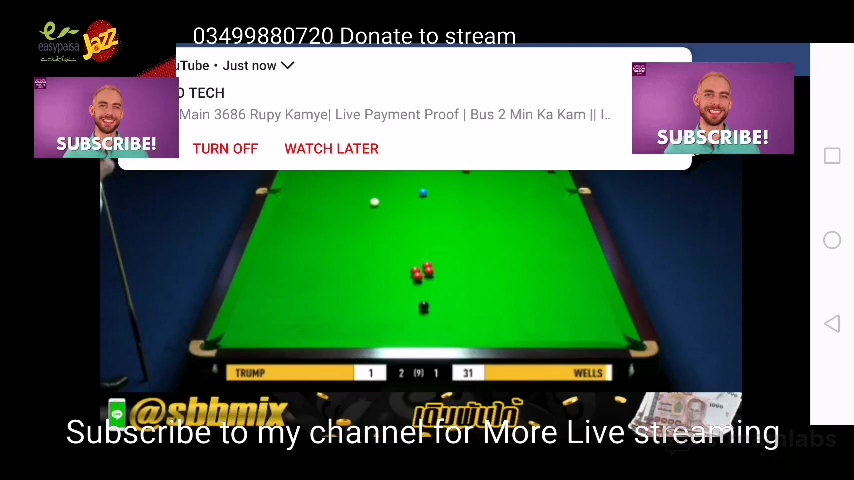 easypaisa
Jazz
03499880720 Donate to stream
uTube • Just now
O TECH
Main 3686 Rupy Kamye| Live Payment Proof | Bus 2 Min Ka Kam || I..
SUBSCRIBE!
SUBSCRIBE!
TURN OFF WATCH LATER
TRUMP 1 2 (9) 1 31 WELLS
@sbbmix
1000
Subscribe to my channel for More Live streaming